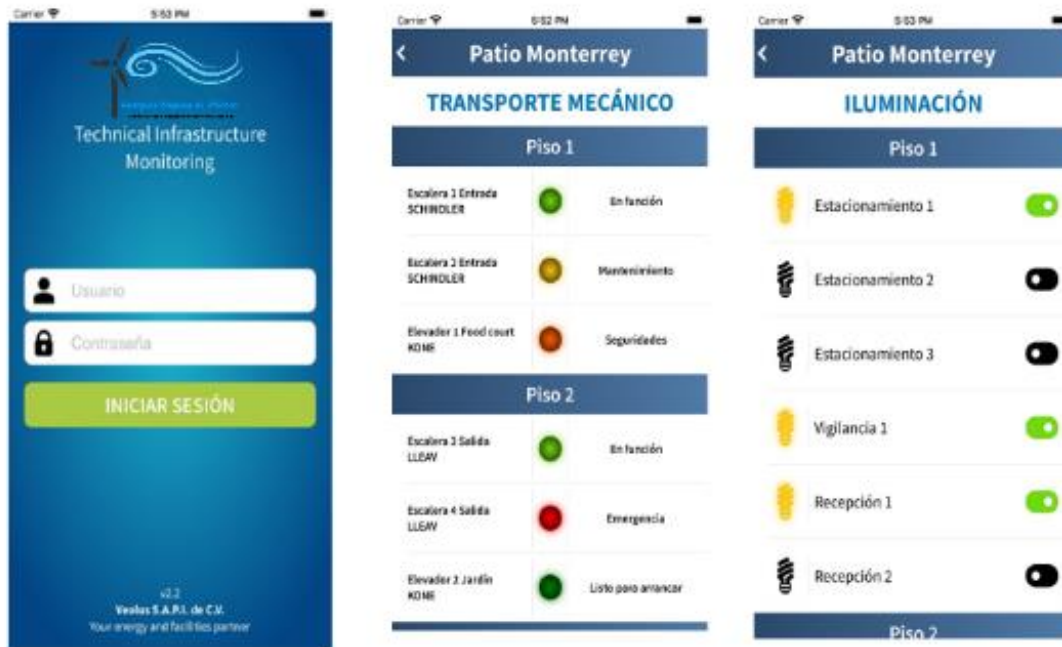 Carrier 5:53 PM
Technical Infrastructure
Monitoring
Usuario
Contraseña
INICIAR SESIÓN
v2.2
Veolus S.A.P.I. de C.V.
Your energy and facilities partner
Carrier 5:52 PM
Patio Monterrey
TRANSPORTE MECÁNICO
Piso 1
Escalera 1 Entrada
SCHINDLER
En función
Escalera 2 Entrada
SCHINDLER
Mantenimiento
Elevador 1 Food court
KONE
Seguridades
Piso 2
Escalera 3 Salida
LLEAV
En función
Escalera 4 Salida
LLEAV
Emergencia
Elevador 2 Jardín
KONE
Listo para arrancar
Carrier 5:53 PM
Patio Monterrey
ILUMINACIÓN
Piso 1
Estacionamiento 1
Estacionamiento 2
Estacionamiento 3
Vigilancia 1
Recepción 1
Recepción 2
Piso 2